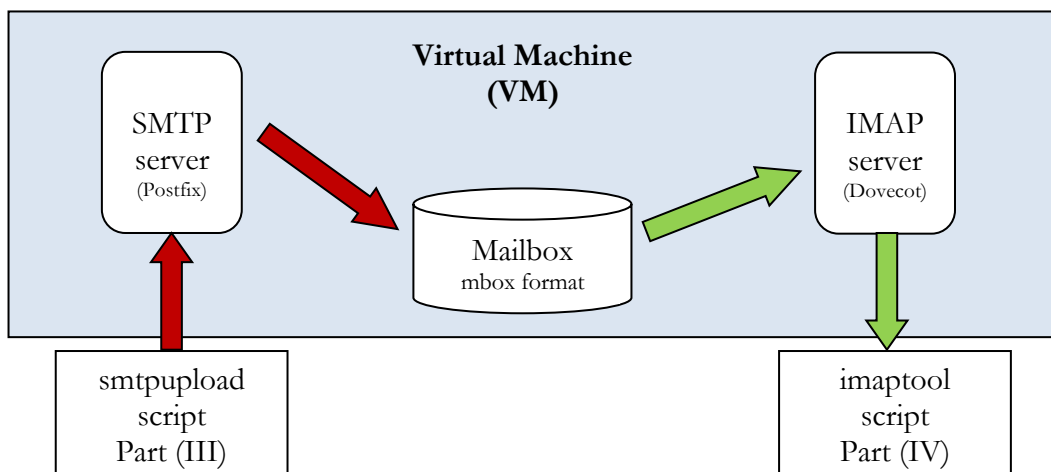 Virtual Machine
(VM)
SMTP
server
(Postfix)
IMAP
server
(Dovecot)
Mailbox
mbox format
smtpupload
script
Part (III)
imaptool
script
Part (IV)